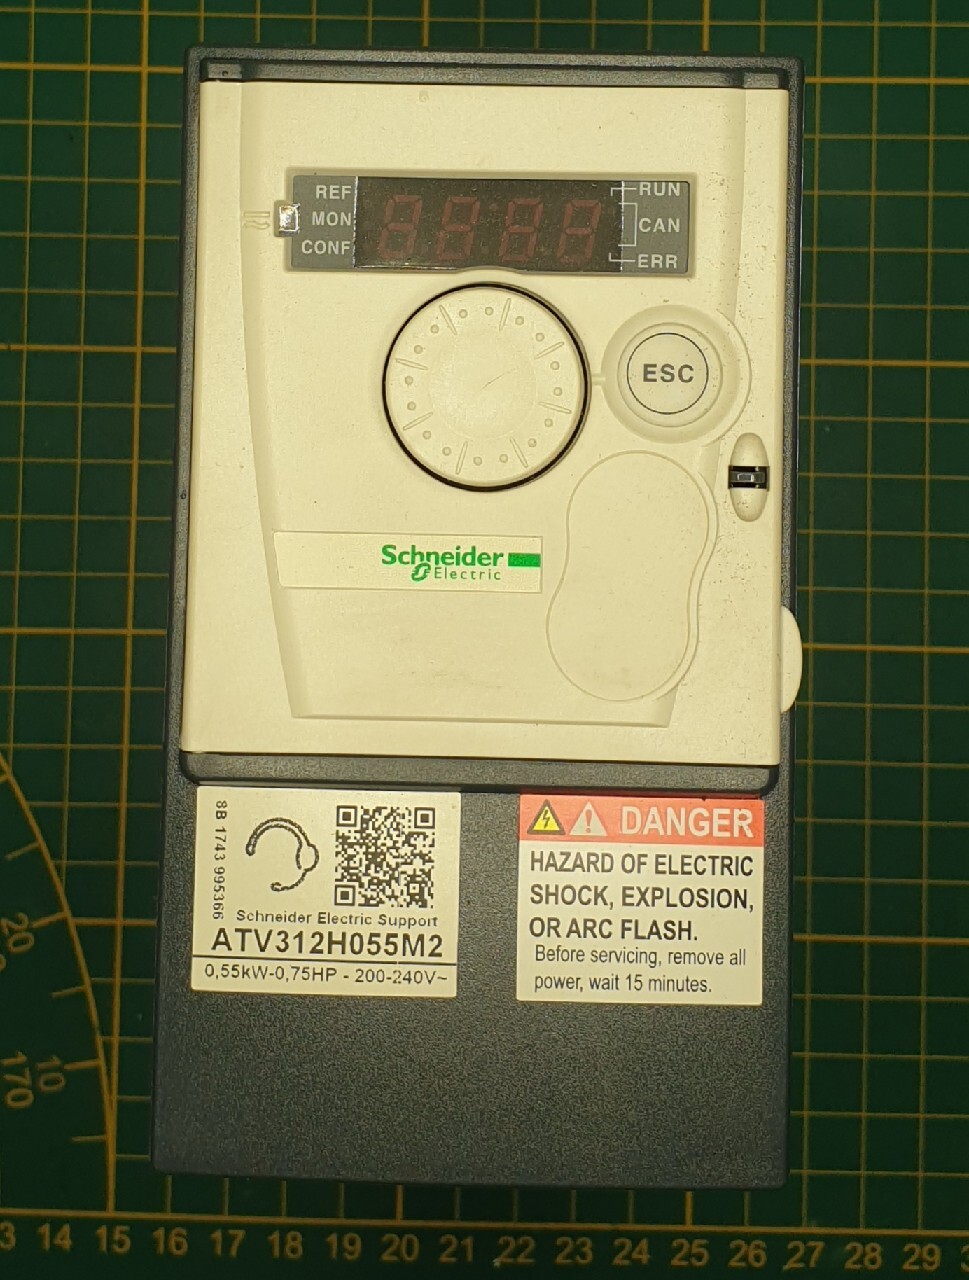 REF
MON
CONF
RUN
CAN
ERR
ESC
Schneider
Electric
8B 1743 995366
Schneider Electric Support
ATV312H055M2
0,55kW-0,75HP - 200-240V~
DANGER
HAZARD OF ELECTRIC
SHOCK, EXPLOSION,
OR ARC FLASH.
Before servicing, remove all
power, wait 15 minutes.
20
10
170
14 15 16 17 18 19 20 21 22 23 24 25 26 27 28 29